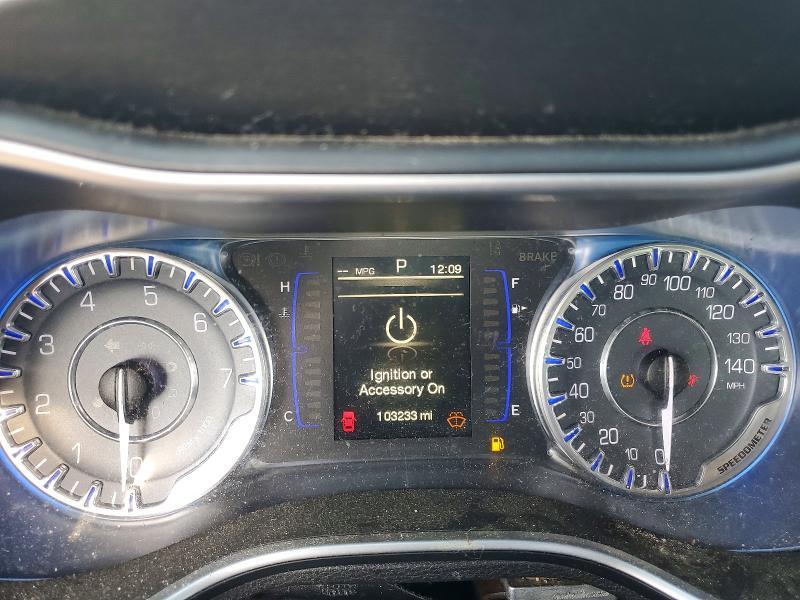 -- MPG P 12:09
BRAKE
H
C
Ignition or
Accessory On
103233 mi
F
E
0
1
2
3
4
5
6
7
0
10
20
30
40
50
60
70
80
90
100
110
120
130
140
MPH
SPEEDOMETER